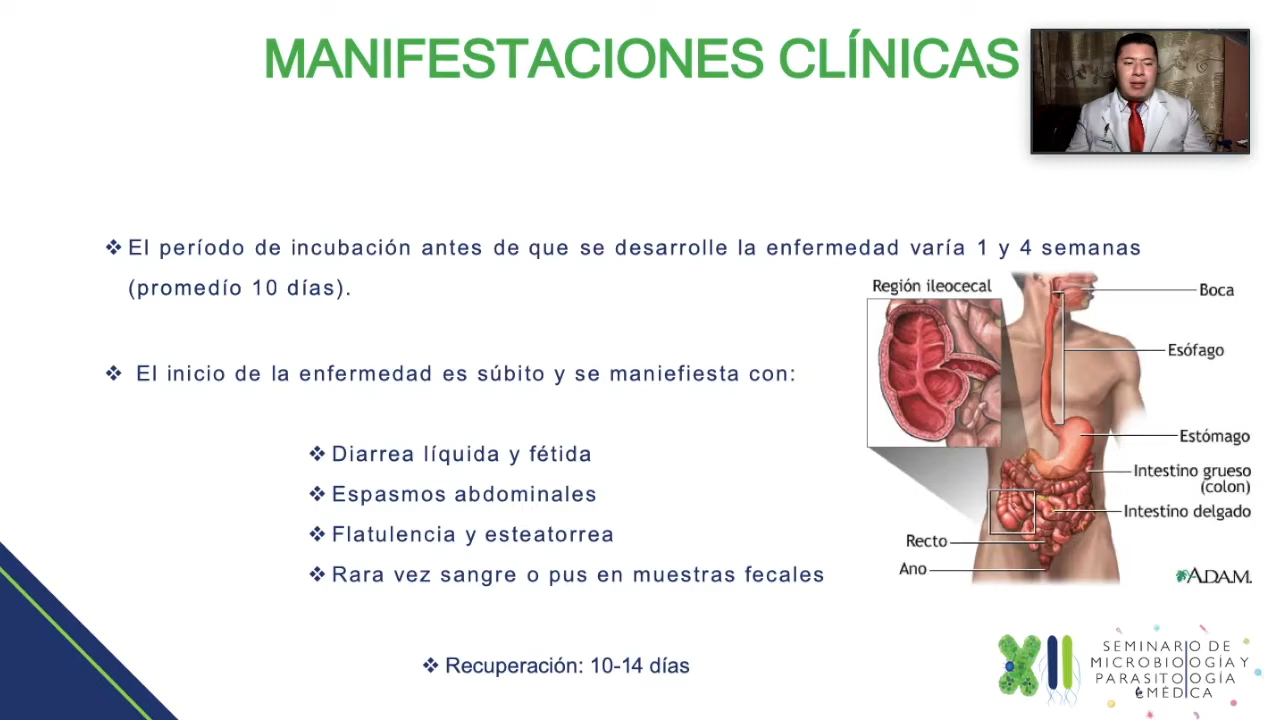 MANIFESTACIONES CLÍNICAS
❖ El período de incubación antes de que se desarrolle la enfermedad varía 1 y 4 semanas
(promedío 10 días).
❖ El inicio de la enfermedad es súbito y se maniefiesta con:
❖ Diarrea líquida y fétida
❖ Espasmos abdominales
❖ Flatulencia y esteatorrea
❖ Rara vez sangre o pus en muestras fecales
❖ Recuperación: 10-14 días
Región ileocecal
Boca
Esófago
Estómago
Intestino grueso
(colon)
Intestino delgado
Recto
Ano
A.D.A.M.
XII
SEMINARIO DE
MICROBIOLOGÍA Y
PARASITOLOGÍA
MÉDICA